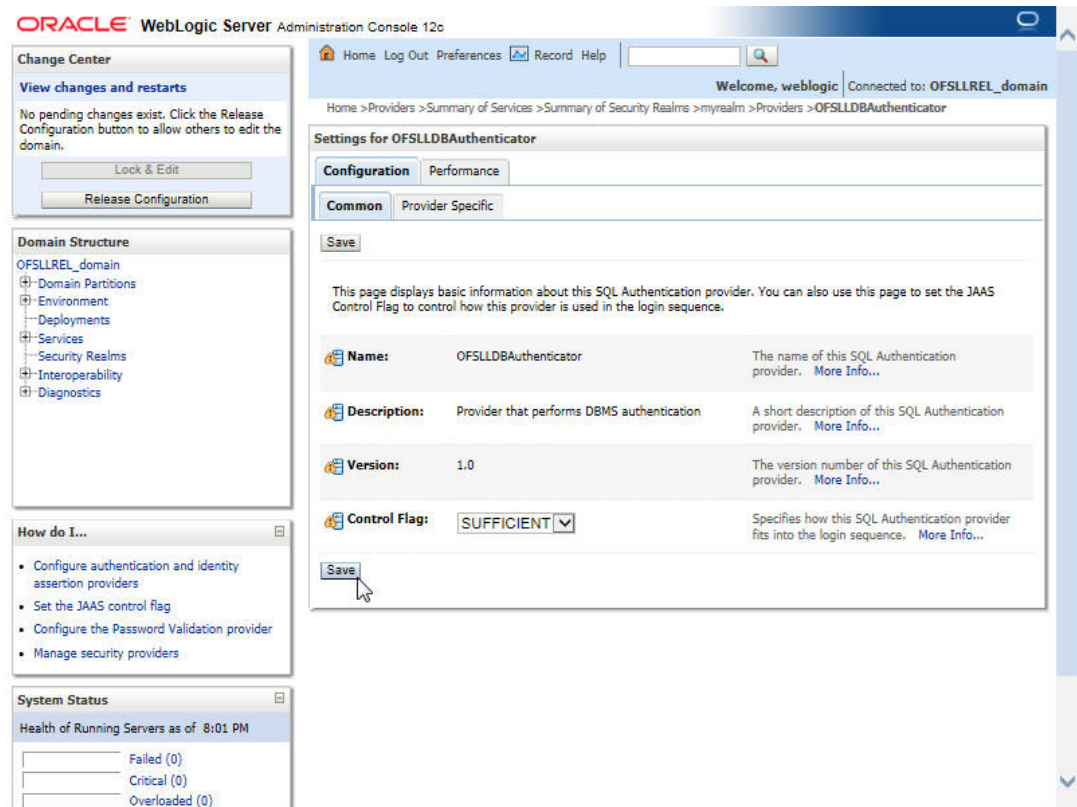 ORACLE WebLogic Server Administration Console 12c
Change Center
View changes and restarts
No pending changes exist. Click the Release
Configuration button to allow others to edit the
domain.
Lock & Edit
Release Configuration
Domain Structure
OFSLLREL_domain
Domain Partitions
Environment
Deployments
Services
Security Realms
Interoperability
Diagnostics
How do I...
Configure authentication and identity
assertion providers
Set the JAAS control flag
Configure the Password Validation provider
Manage security providers
System Status
Health of Running Servers as of 8:01 PM
Failed (0)
Critical (0)
Overloaded (0)
Home Log Out Preferences Record Help
Welcome, weblogic Connected to: OFSLLREL_domain
Home >Providers >Summary of Services >Summary of Security Realms >myrealm >Providers >OFSLLDBAuthenticator
Settings for OFSLLDBAuthenticator
Configuration Performance
Common Provider Specific
Save
This page displays basic information about this SQL Authentication provider. You can also use this page to set the JAAS
Control Flag to control how this provider is used in the login sequence.
Name: OFSLLDBAuthenticator The name of this SQL Authentication
provider. More Info...
Description: Provider that performs DBMS authentication A short description of this SQL Authentication
provider. More Info...
Version: 1.0 The version number of this SQL Authentication
provider. More Info...
Control Flag: SUFFICIENT Specifies how this SQL Authentication provider
fits into the login sequence. More Info...
Save